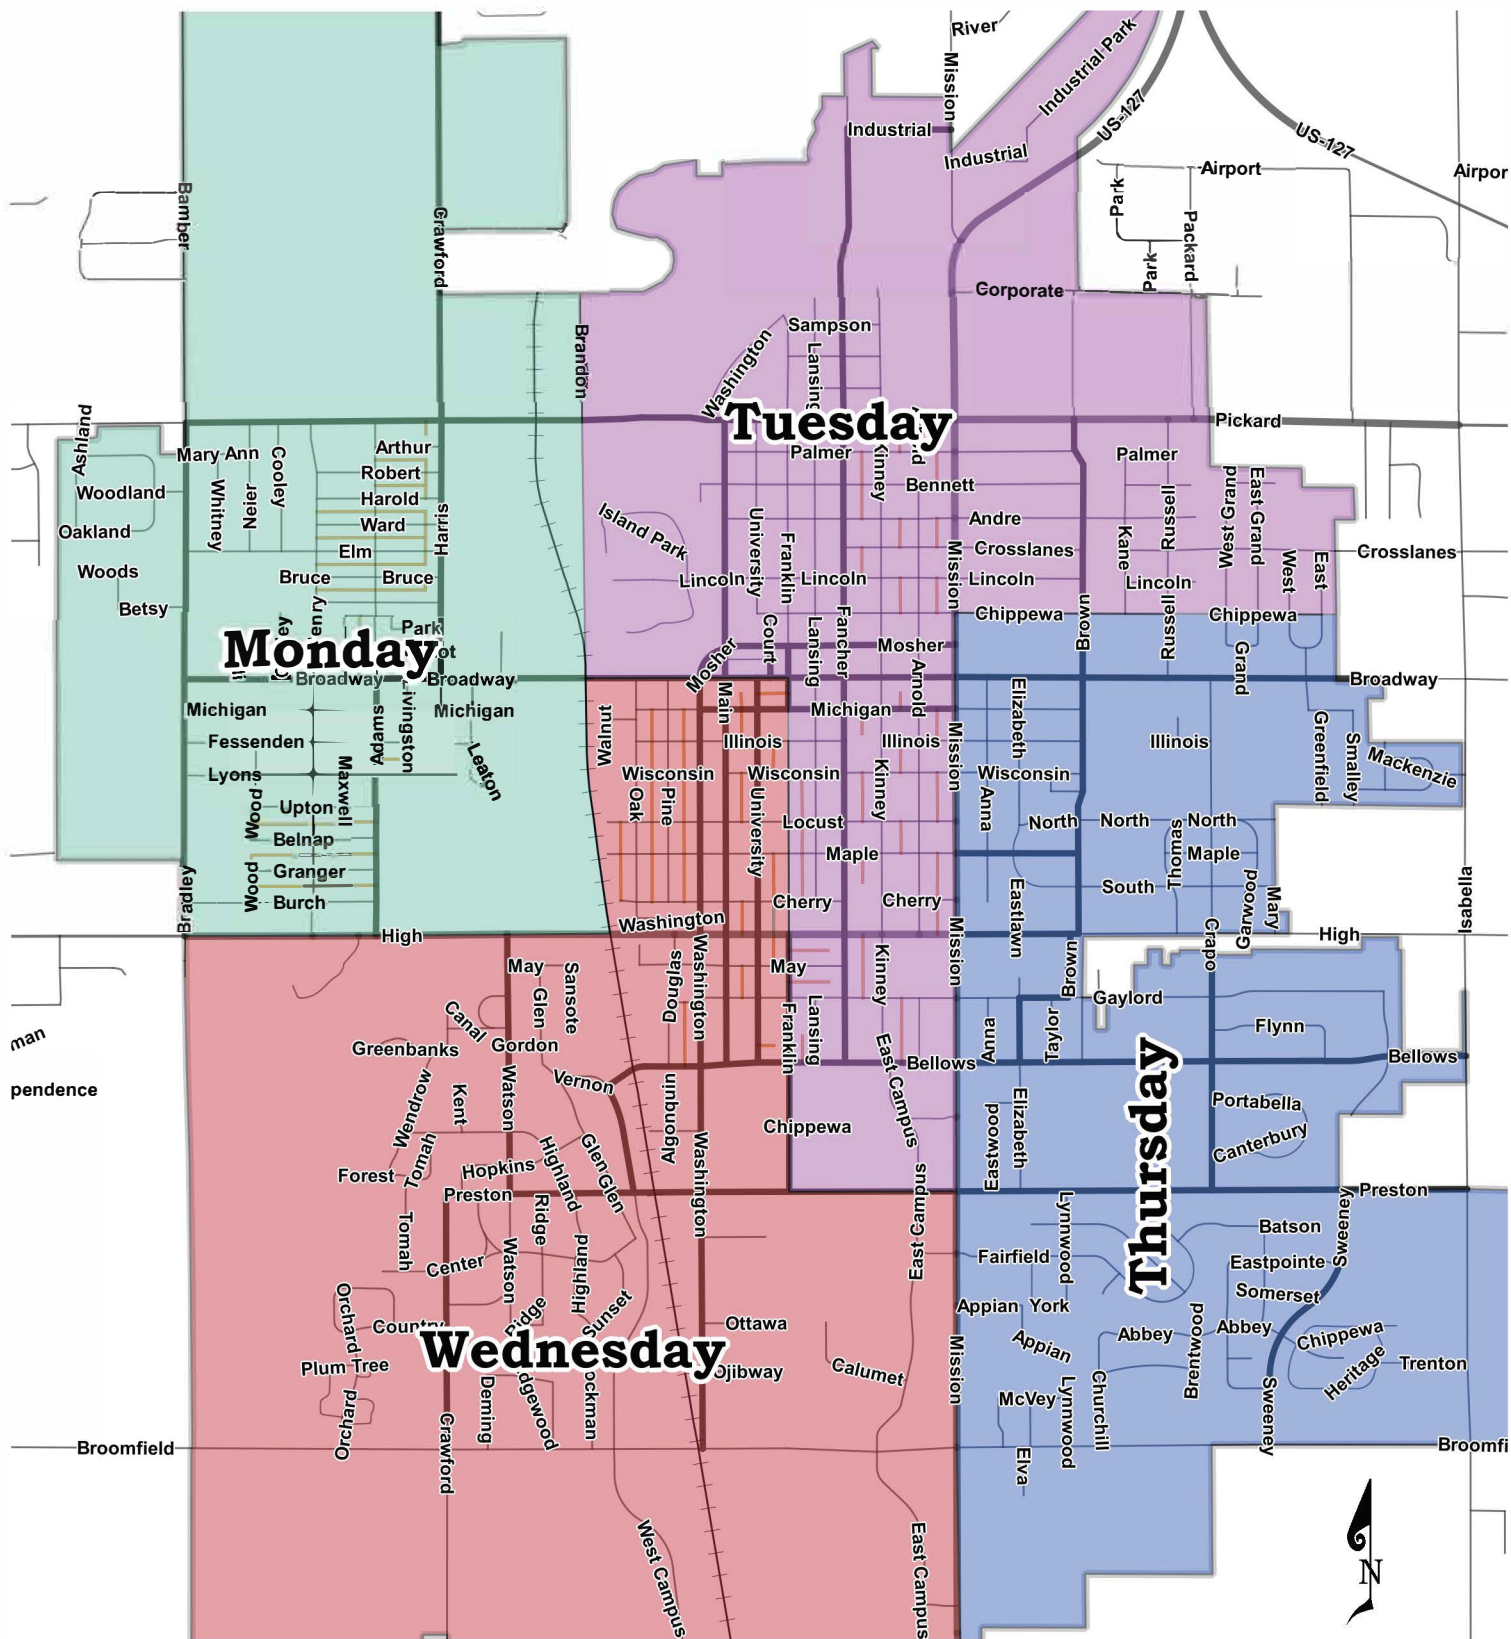 River
Industrial Park
Mission
Industrial
Industrial
US-127
US-127
Airport
Airpor
Bamber
Park
Packard
Crawford
Park
Corporate
Sampson
Washington
Lansing
Brandon
Tuesday
Pickard
Ashland
Mary Ann
Cooley
Arthur
Palmer
Kinney
Palmer
Robert
Woodland
Whitney
Neier
Harold
Bennett
Russell
West Grand
East Grand
Oakland
Ward
Harris
Island Park
University
Franklin
Andre
Kane
Elm
Mission
Crosslanes
West
East
Crosslanes
Woods
Bruce
Bruce
Lincoln
Lincoln
Lincoln
Lincoln
Betsy
Chippewa
Brown
Russell
Chippewa
Park
Court
Lansing
Fancher
Monday
Mosher
Mosher
Arnold
Grand
Broadway
Broadway
Broadway
Michigan
Adams
Michigan
Walnut
Main
Michigan
Elizabeth
Fessenden
Illinois
Illinois
Mission
Illinois
Greenfield
Smalley
Mackenzie
Lyons
Maxwell
Leaton
Wisconsin
Wisconsin
Kinney
Wisconsin
Wood
Upton
Oak
Pine
University
Locust
Anna
North
North
North
Belnap
Maple
Thomas
Maple
Wood
Granger
South
Garwood
Mary
Bradley
Burch
Cherry
Cherry
Eastlawn
Isabella
High
Washington
Mission
High
May
Sansote
Glen
Douglas
Washington
May
Kinney
Brown
Canal
Gaylord
Greenbanks
Gordon
Franklin
Lansing
Anna
Taylor
Flynn
man
pendence
Vernon
East Campus
Bellows
Bellows
Wendrow
Kent
Watson
Elizabeth
Eastwood
Portabella
Canterbury
Chippewa
Thursday
Tomah
Forest
Hopkins
Highland
Glen
Glen
Washington
Preston
Preston
Tomah
Ridge
East Campus
Lynnwood
Batson
Sweeney
Center
Watson
Fairfield
Eastpointe
Somerset
Orchard
Country
Ridge
Sunset
Ottawa
Appian
York
Appian
Abbey
Brentwood
Abbey
Chippewa
Wednesday
Plum Tree
Ojibway
Calumet
Mission
Heritage
Trenton
Orchard
Deming
McVey
Lynnwood
Churchill
Sweeney
Broomfield
Crawford
Elva
Broomfi
West Campus
East Campus
N